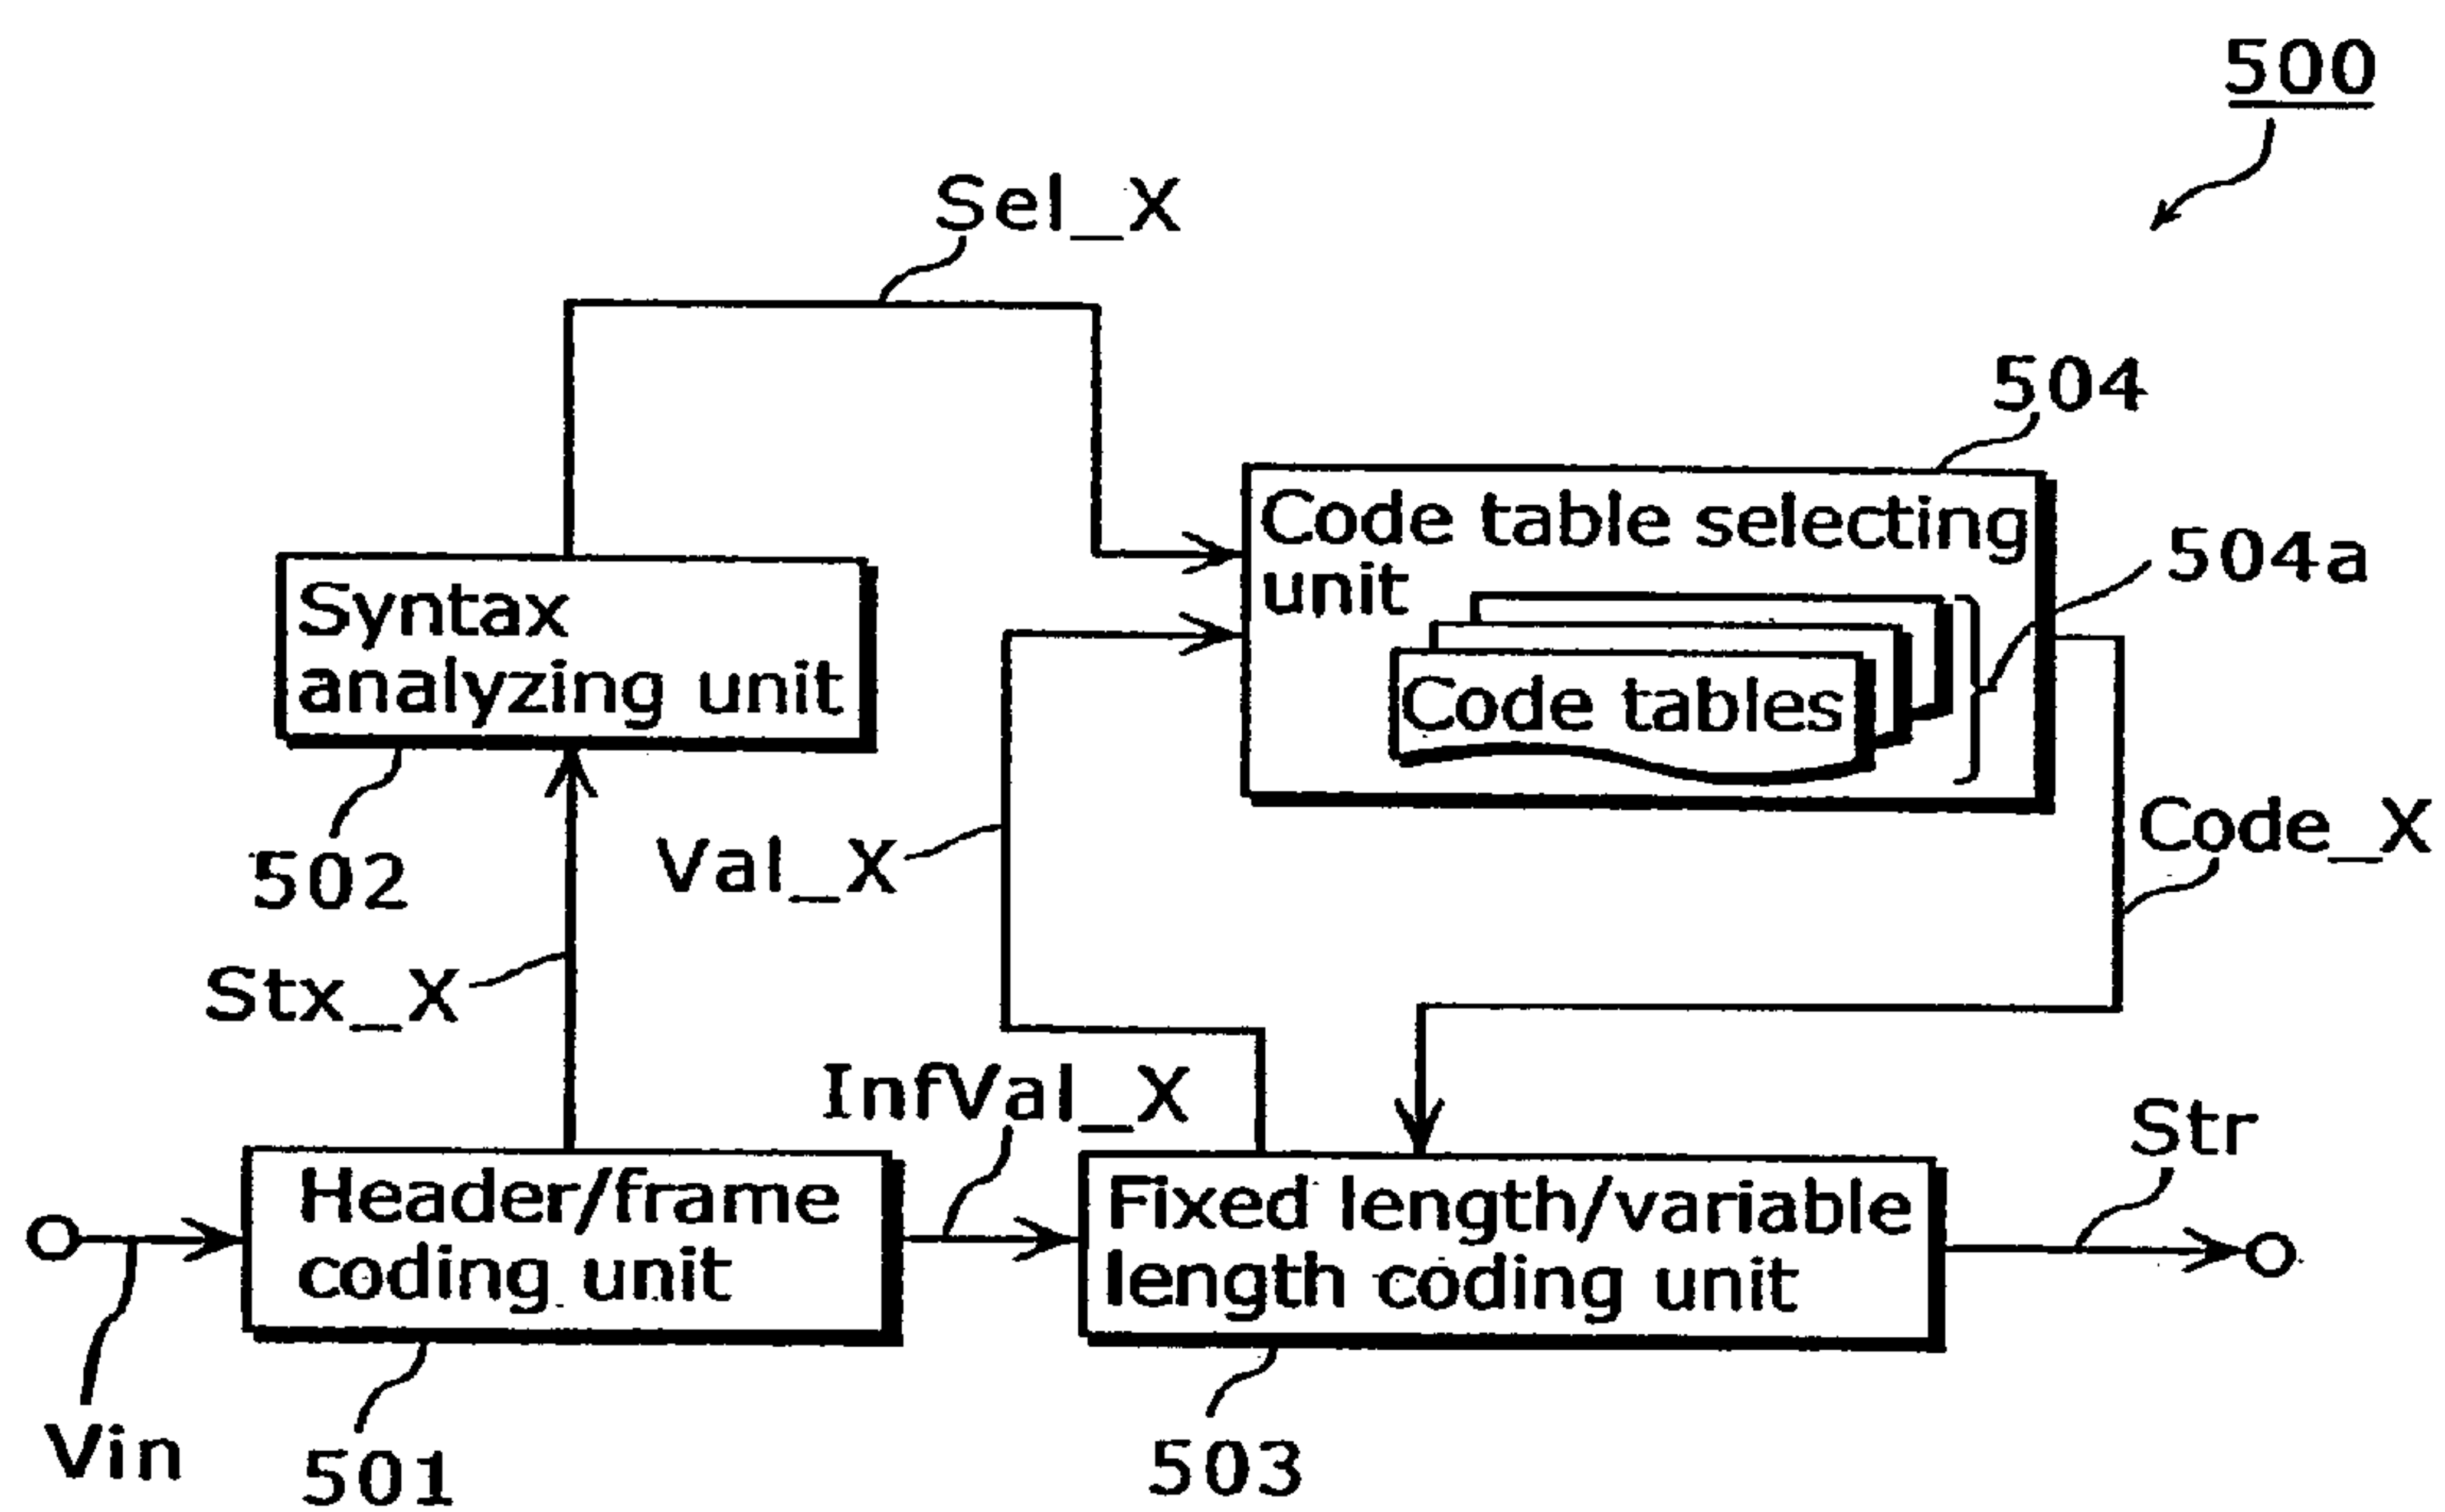 500
Sel_X
504
Code table selecting
unit
504a
Syntax
analyzing unit
Code tables
Code_X
Val_X
502
Stx_X
InfVal_X
Str
Header/frame
coding unit
Fixed length/variable
length coding unit
Vin
501
503